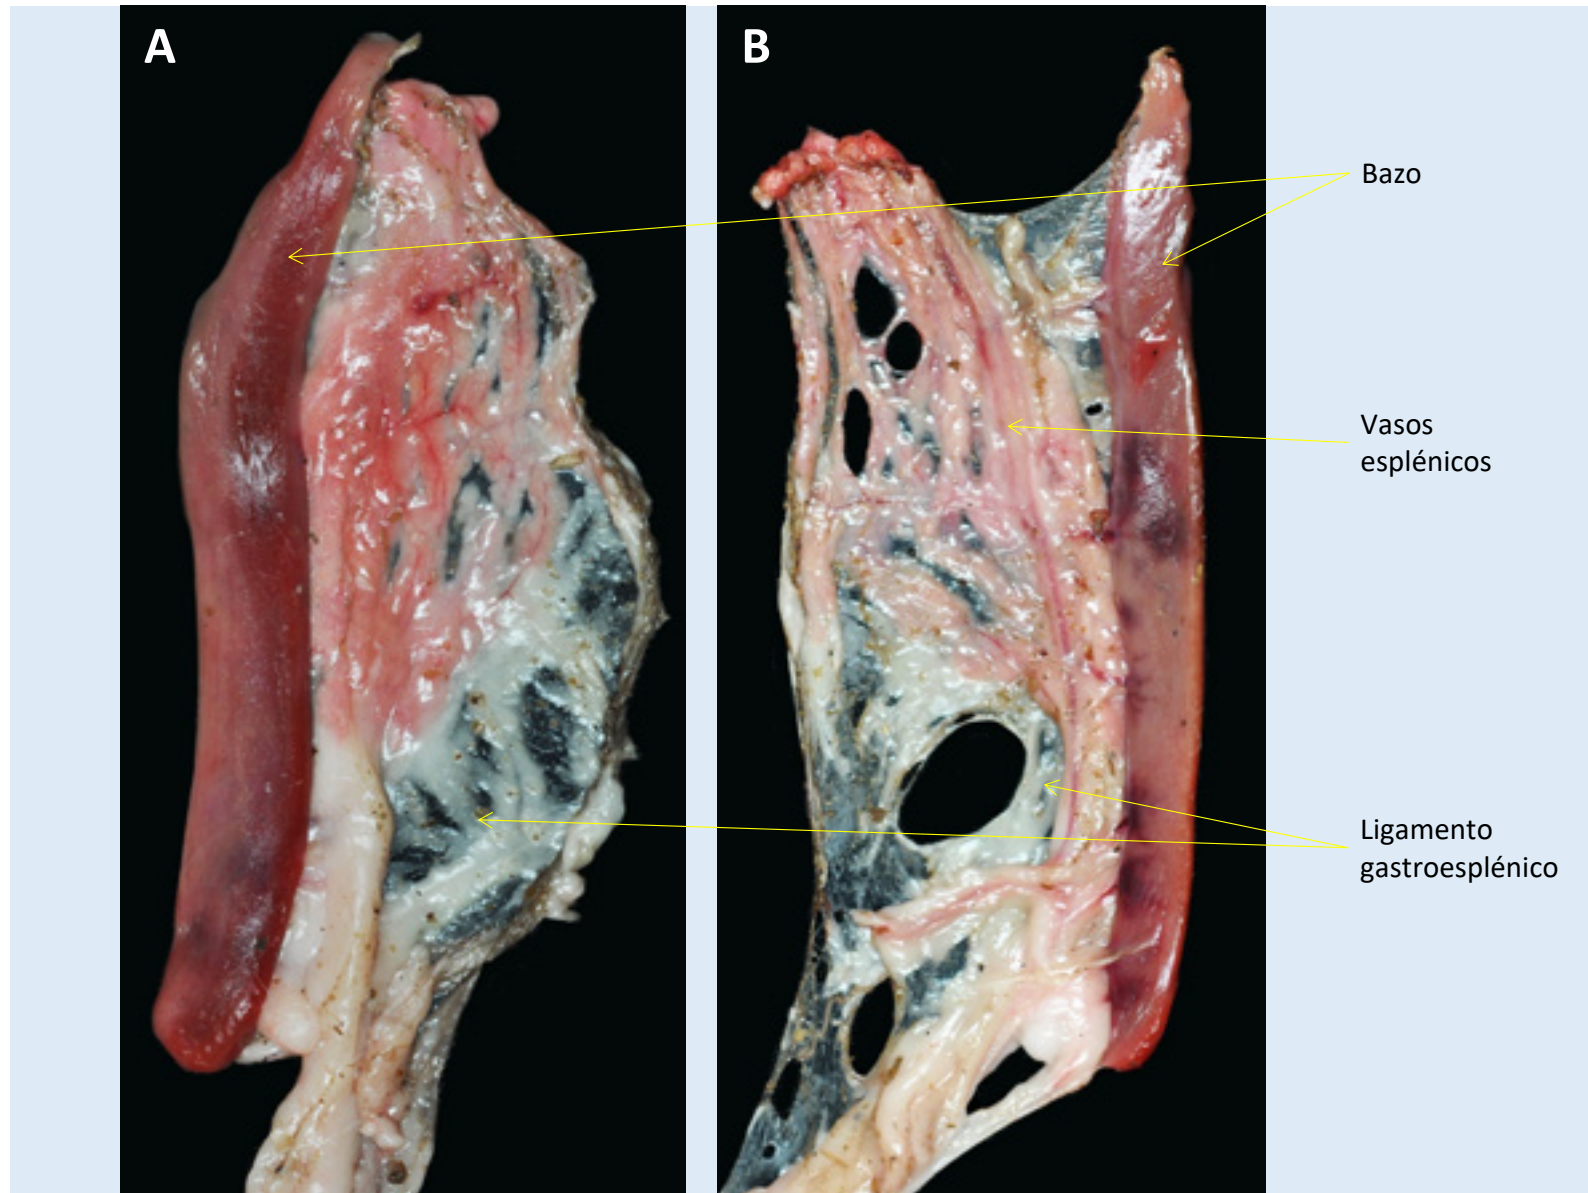 A
B
Bazo
Vasos
esplénicos
Ligamento
gastroesplénico